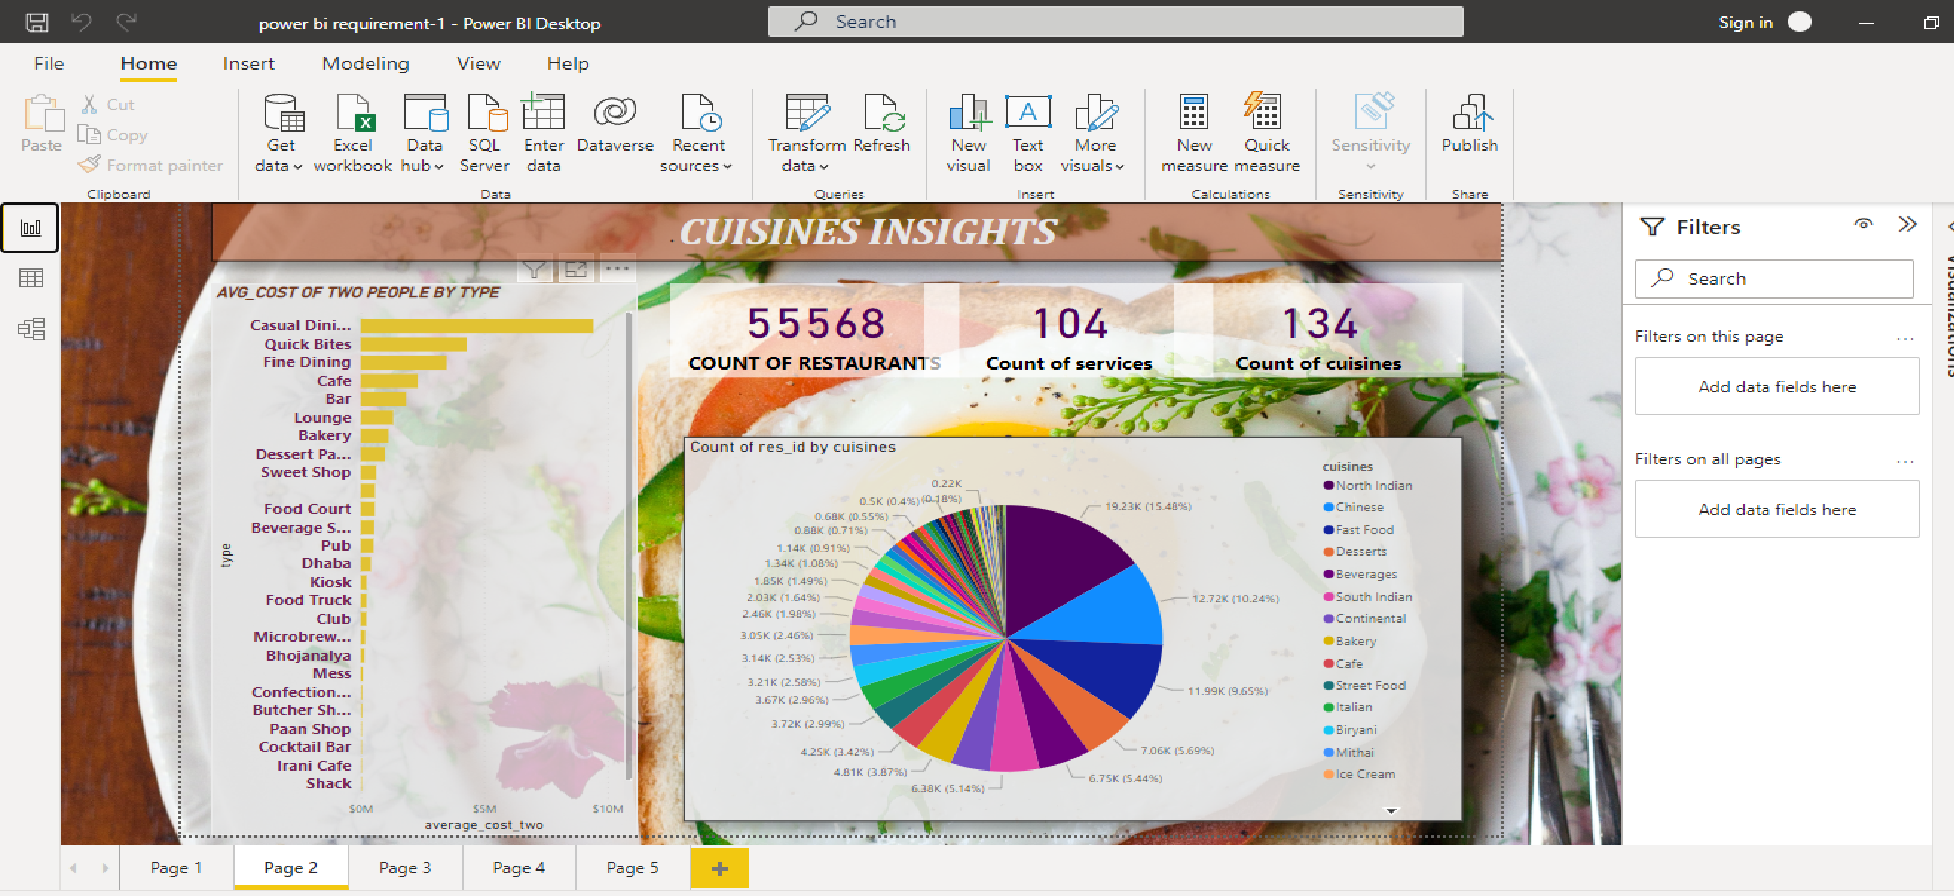 power bi requirement-1 - Power BI Desktop
Search
Sign in
File
Home
Insert
Modeling
View
Help
Paste
Cut
Copy
Format painter
Clipboard
Get data
Excel workbook
Data hub
SQL Server
Enter data
Dataverse
Recent sources
Data
Transform data
Refresh
Queries
New visual
Text box
More visuals
Insert
New measure
Quick measure
Calculations
Sensitivity
Sensitivity
Publish
Share
.CUISINES INSIGHTS
AVG_COST OF TWO PEOPLE BY TYPE
type
Casual Dini...
Quick Bites
Fine Dining
Cafe
Bar
Lounge
Bakery
Dessert Pa...
Sweet Shop
Food Court
Beverage S...
Pub
Dhaba
Kiosk
Food Truck
Club
Microbrew...
Bhojanalya
Mess
Confection...
Butcher Sh...
Paan Shop
Cocktail Bar
Irani Cafe
Shack
$0M
$5M
$10M
average_cost_two
55568
COUNT OF RESTAURANTS
104
Count of services
134
Count of cuisines
Count of res_id by cuisines
0.22K
(0.18%)
0.5K (0.4%)
0.68K (0.55%)
0.88K (0.71%)
1.14K (0.91%)
1.34K (1.08%)
1.85K (1.49%)
2.03K (1.64%)
2.46K (1.98%)
3.05K (2.46%)
3.14K (2.53%)
3.21K (2.58%)
3.67K (2.96%)
3.72K (2.99%)
4.25K (3.42%)
4.81K (3.87%)
6.38K (5.14%)
6.75K (5.44%)
7.06K (5.69%)
11.99K (9.65%)
12.72K (10.24%)
19.23K (15.48%)
cuisines
North Indian
Chinese
Fast Food
Desserts
Beverages
South Indian
Continental
Bakery
Cafe
Street Food
Italian
Biryani
Mithai
Ice Cream
Filters
Search
Filters on this page
...
Add data fields here
Filters on all pages
...
Add data fields here
Visualizations
Page 1
Page 2
Page 3
Page 4
Page 5
+